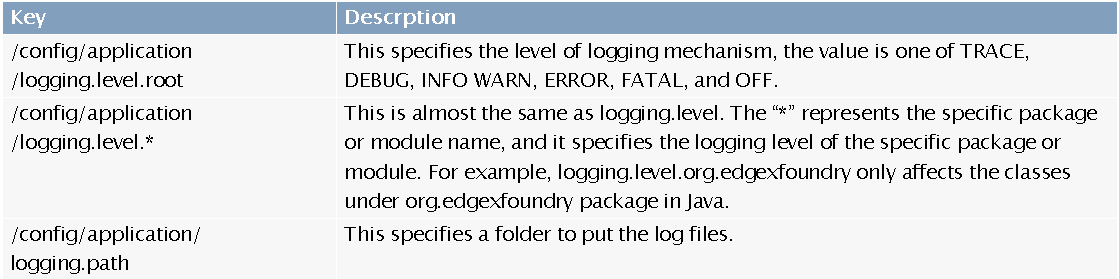 Key Descrption
/config/application This specifies the level of logging mechanism, the value is one of TRACE,
/logging.level.root DEBUG, INFO WARN, ERROR, FATAL, and OFF.
/config/application This is almost the same as logging.level. The “*” represents the specific package
/logging.level.* or module name, and it specifies the logging level of the specific package or
module. For example, logging.level.org.edgexfoundry only affects the classes
under org.edgexfoundry package in Java.
/config/application/ This specifies a folder to put the log files.
logging.path